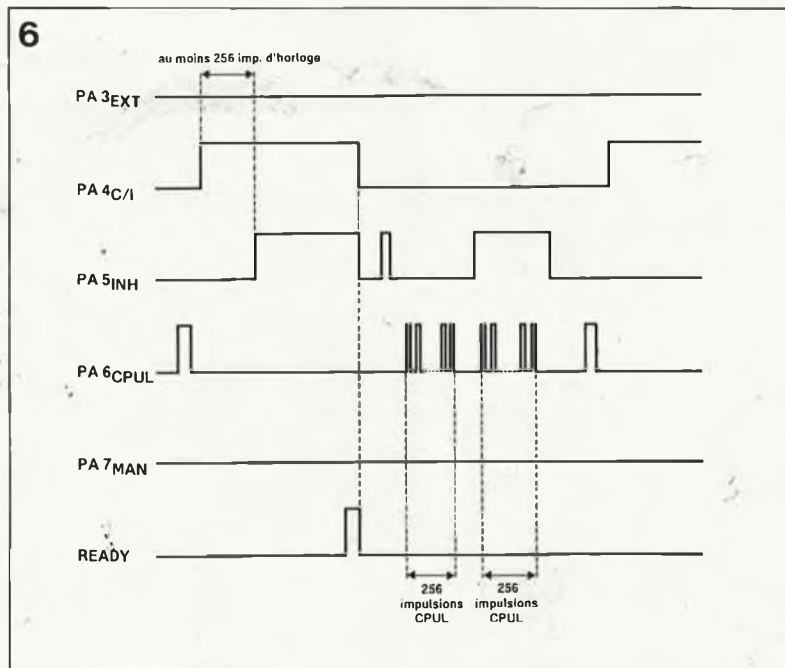 6
au moins 256 imp. d'horloge
PA 3EXT
PA 4C/I
PA 5INH
PA 6CPUL
PA 7MAN
READY
256
impulsions
CPUL
256
impulsions
CPUL